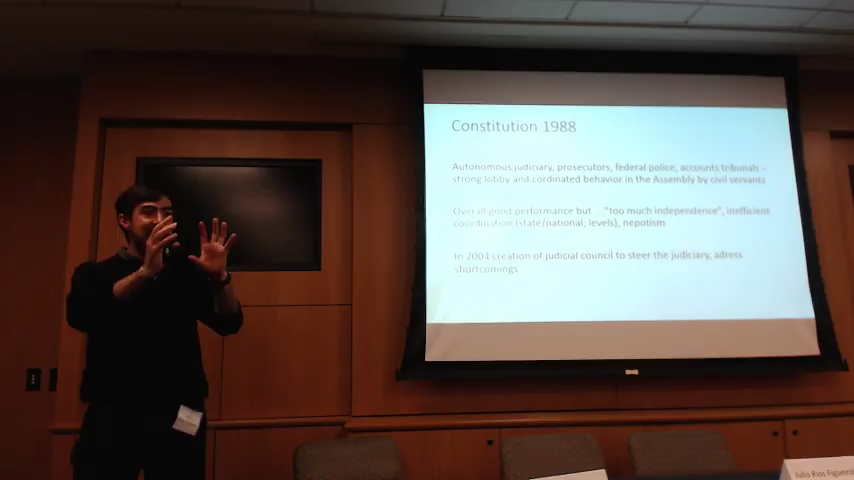 Constitution 1988
Autonomous judiciary, prosecutors, federal police, accounts tribunals –
strong lobby and cordinated behavior in the Assembly by civil servants
Overall good performance but "too much independence", inefficient
coordination (state/national; levels), nepotism
In 2004 creation of judicial council to steer the judiciary, adress
shortcomings
Julio Rios Figueroa